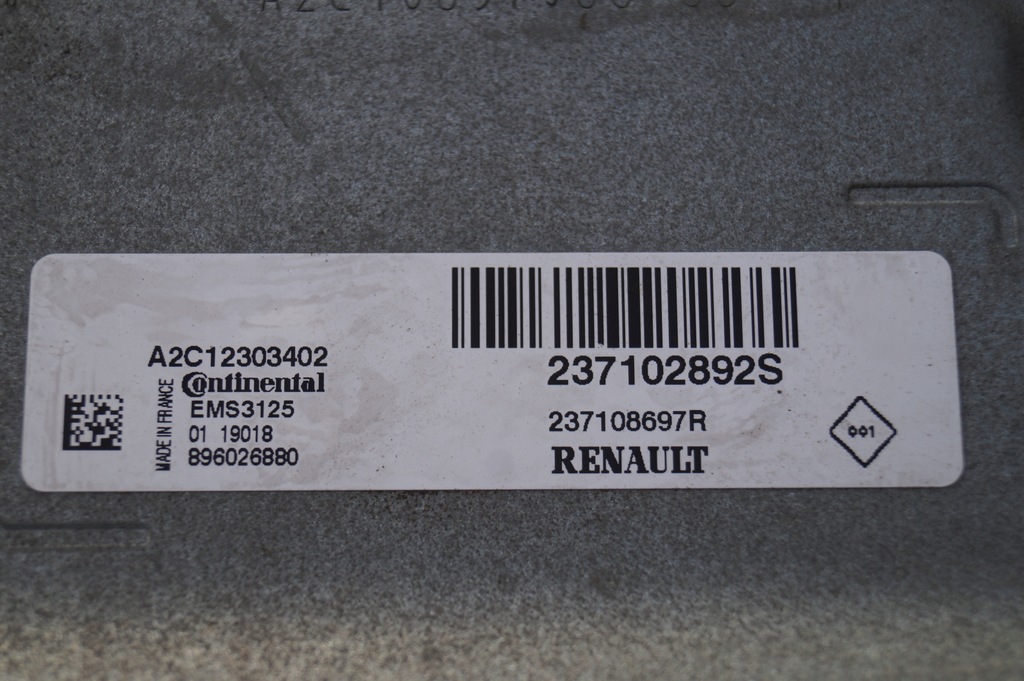 A2C12303402
Continental
MADE IN FRANCE
EMS3125
01 19018
896026880
237102892S
237108697R
RENAULT
001